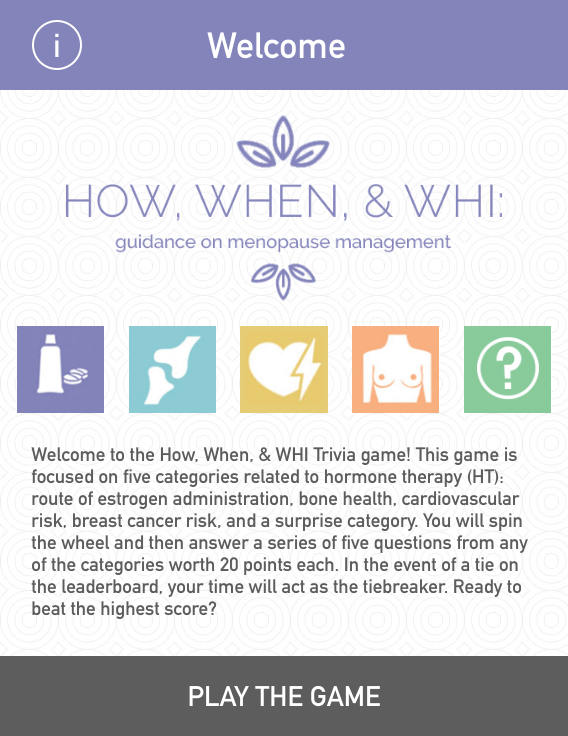 i
Welcome
HOW, WHEN, & WHI:
guidance on menopause management
?
Welcome to the How, When, & WHI Trivia game! This game is
focused on five categories related to hormone therapy (HT):
route of estrogen administration, bone health, cardiovascular
risk, breast cancer risk, and a surprise category. You will spin
the wheel and then answer a series of five questions from any
of the categories worth 20 points each. In the event of a tie on
the leaderboard, your time will act as the tiebreaker. Ready to
beat the highest score?
PLAY THE GAME